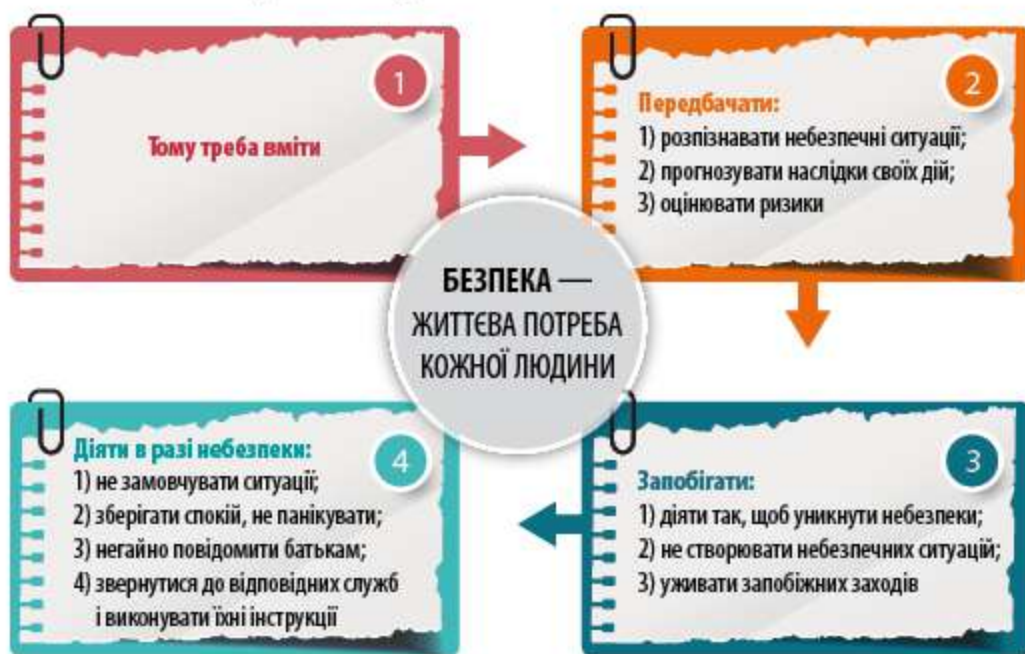 1
Тому треба вміти
2
Передбачати:
1) розпізнавати небезпечні ситуації;
2) прогнозувати наслідки своїх дій;
3) оцінювати ризики
БЕЗПЕКА —
ЖИТТЄВА ПОТРЕБА
КОЖНОЇ ЛЮДИНИ
3
Запобігати:
1) діяти так, щоб уникнути небезпеки;
2) не створювати небезпечних ситуацій;
3) уживати запобіжних заходів
4
Діяти в разі небезпеки:
1) не замовчувати ситуації;
2) зберігати спокій, не панікувати;
3) негайно повідомити батькам;
4) звернутися до відповідних служб
і виконувати їхні інструкції